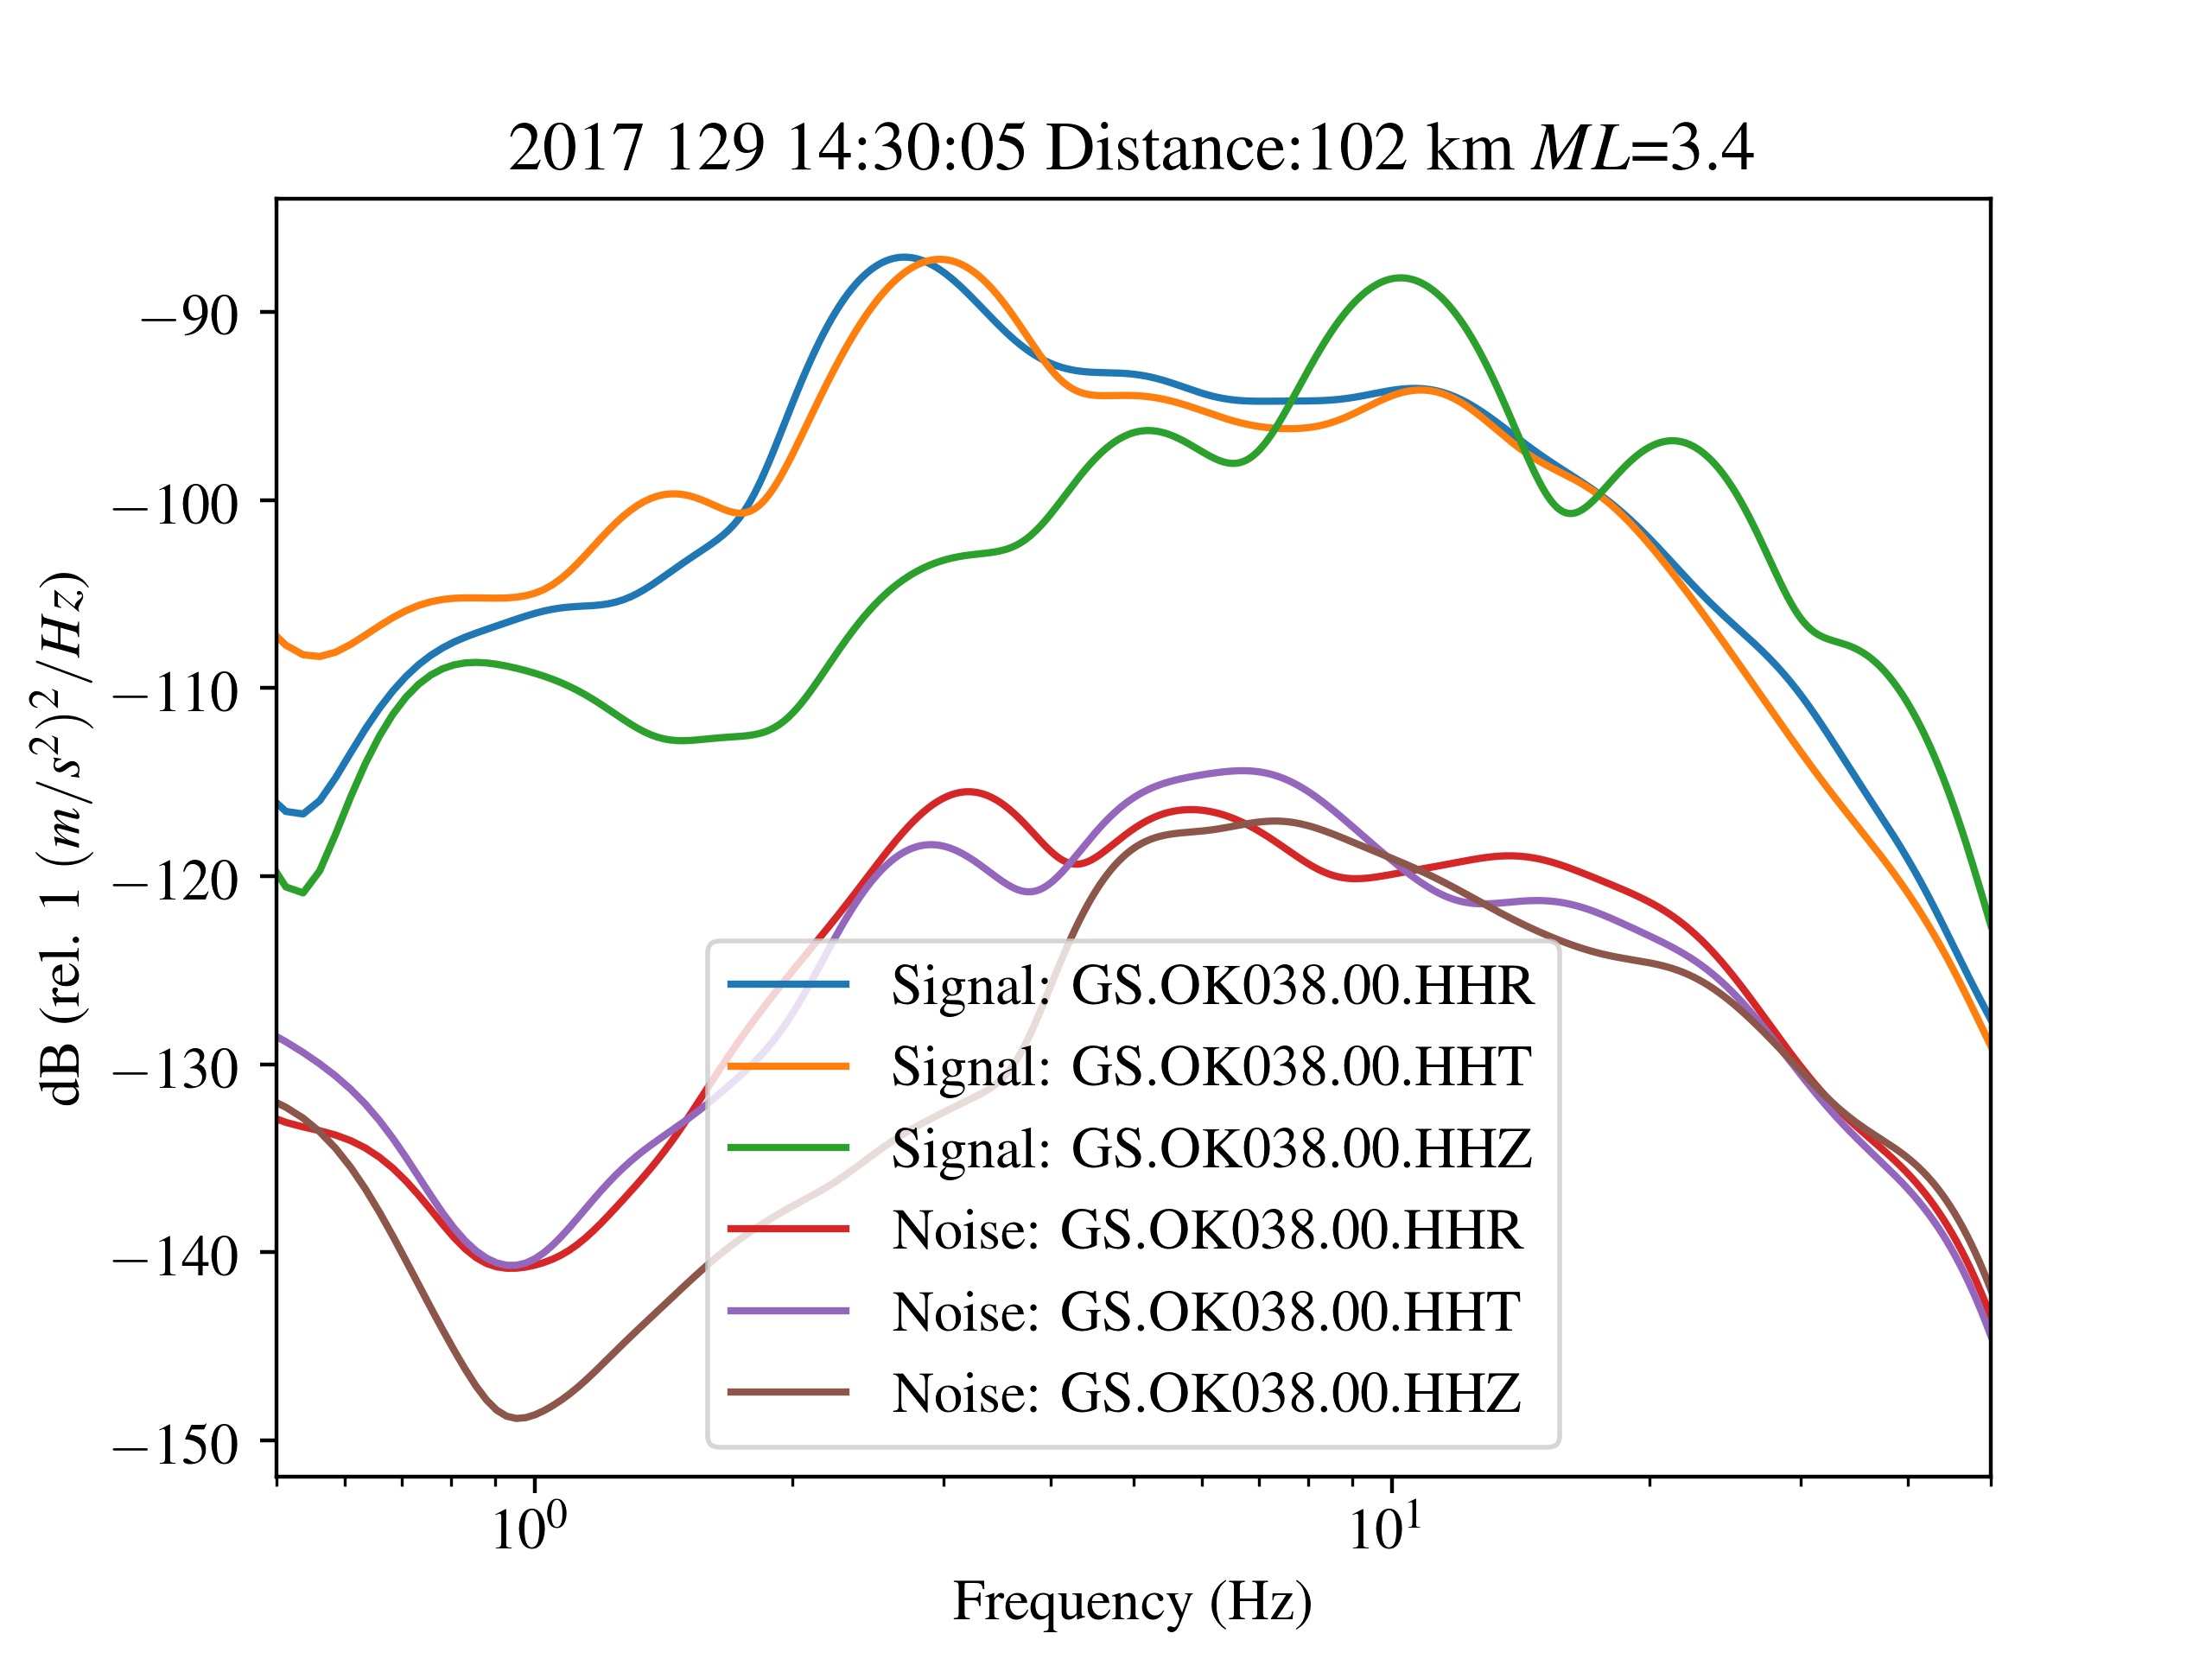 2017 129 14:30:05 Distance:102 km ML=3.4
dB (rel. 1 (m/s²)²/Hz)
−90
−100
−110
−120
−130
−140
−150
Signal: GS.OK038.00.HHR
Signal: GS.OK038.00.HHT
Signal: GS.OK038.00.HHZ
Noise: GS.OK038.00.HHR
Noise: GS.OK038.00.HHT
Noise: GS.OK038.00.HHZ
10⁰ 10¹
Frequency (Hz)